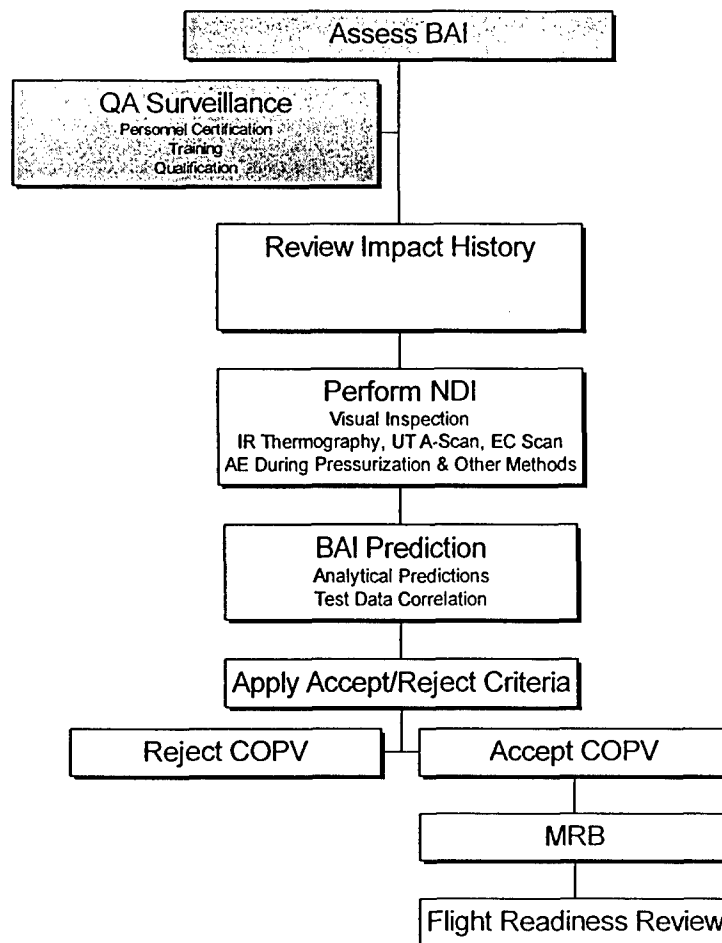 Assess BAI
QA Surveillance
Personnel Certification
Training
Qualification
Review Impact History
Perform NDI
Visual Inspection
IR Thermography, UT A-Scan, EC Scan
AE During Pressurization & Other Methods
BAI Prediction
Analytical Predictions
Test Data Correlation
Apply Accept/Reject Criteria
Reject COPV
Accept COPV
MRB
Flight Readiness Review